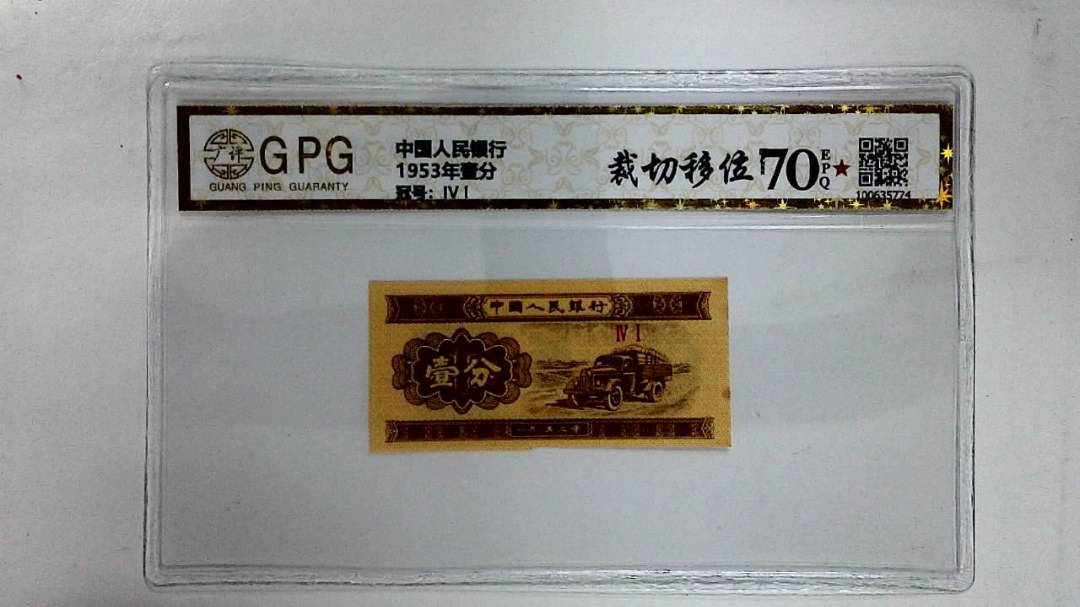 广评
GPG
GUANG PING GUARANTY
中国人民银行
1953年壹分
冠号：Ⅳ Ⅰ
裁切移位
70
EPQ
★
100635774
中國人民銀行
Ⅳ Ⅰ
壹分
一九五三年